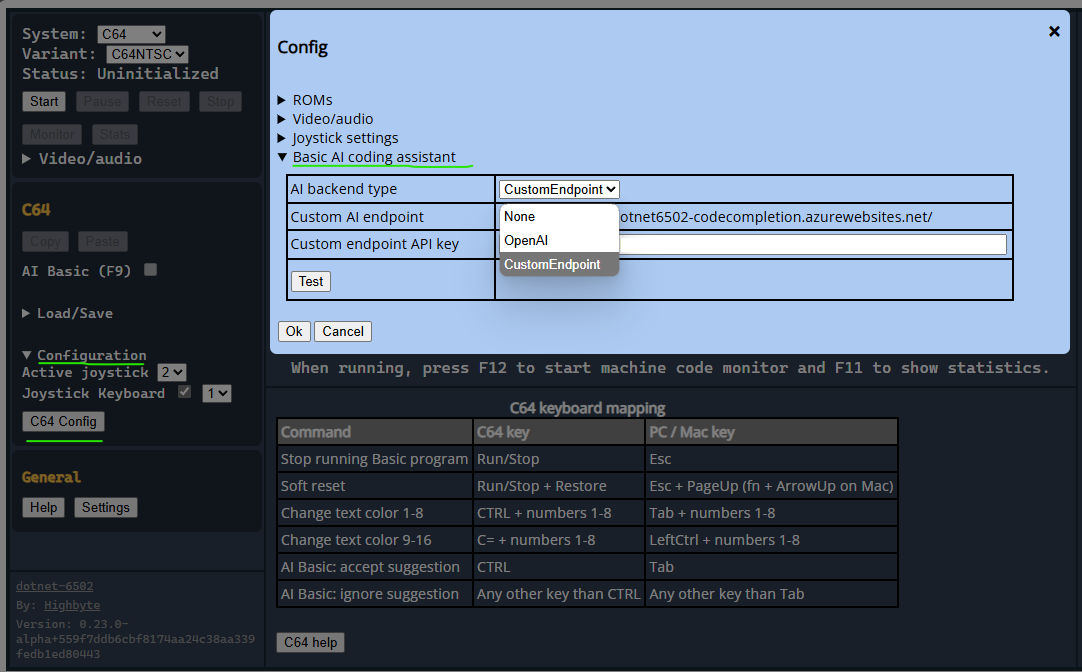 System: C64
Variant: C64NTSC
Status: Uninitialized
Start Pause Reset Stop
Monitor Stats
▶ Video/audio
C64
Copy Paste
AI Basic (F9)
▶ Load/Save
▼ Configuration
Active joystick 2
Joystick Keyboard 1
C64 Config
General
Help Settings
dotnet-6502
By: Highbyte
Version: 0.23.0-
alpha+559f7ddb6cbf8174aa24c38aa339
fedb1ed80443
Config
×
▶ ROMs
▶ Video/audio
▶ Joystick settings
▼ Basic AI coding assistant
AI backend type CustomEndpoint
None
OpenAI
CustomEndpoint
Custom AI endpoint otnet6502-codecompletion.azurewebsites.net/
Custom endpoint API key
Test
Ok Cancel
When running, press F12 to start machine code monitor and F11 to show statistics.
C64 keyboard mapping
Command C64 key PC / Mac key
Stop running Basic program Run/Stop Esc
Soft reset Run/Stop + Restore Esc + PageUp (fn + ArrowUp on Mac)
Change text color 1-8 CTRL + numbers 1-8 Tab + numbers 1-8
Change text color 9-16 C= + numbers 1-8 LeftCtrl + numbers 1-8
AI Basic: accept suggestion CTRL Tab
AI Basic: ignore suggestion Any other key than CTRL Any other key than Tab
C64 help